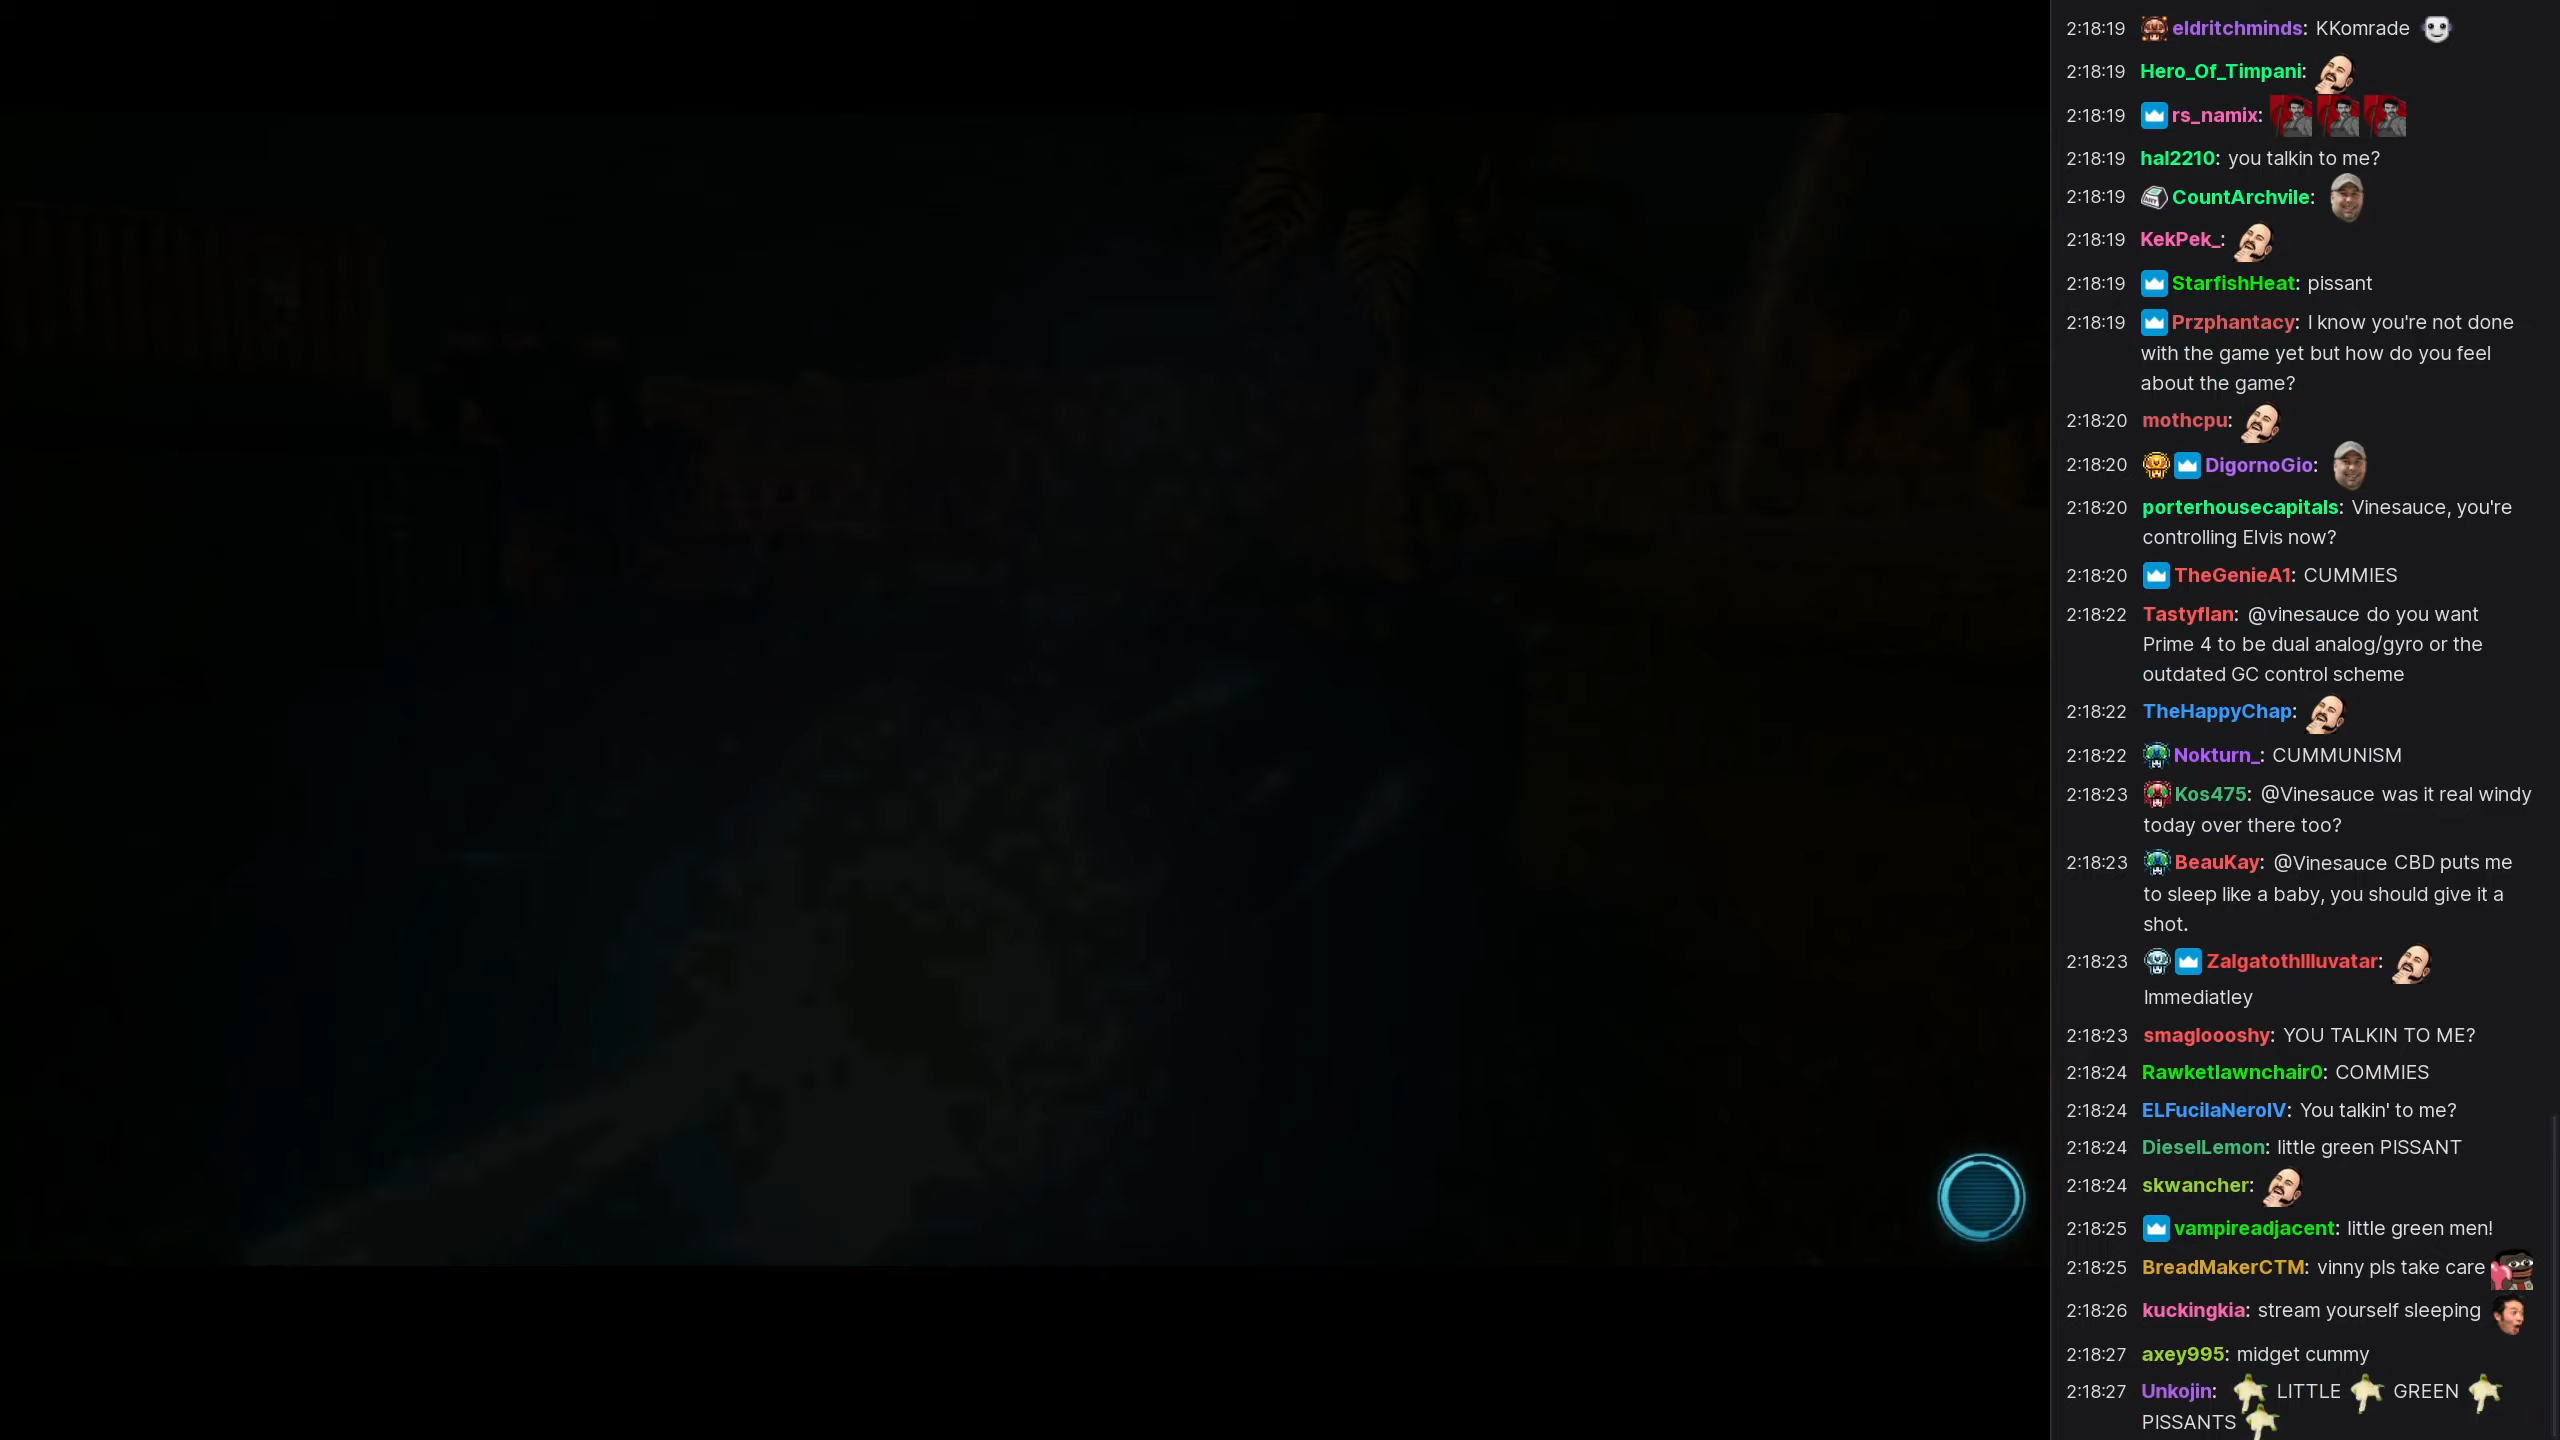 2:18:19 eldritchminds: KKomrade
2:18:19 Hero_Of_Timpani:
2:18:19 rs_namix:
2:18:19 hal2210: you talkin to me?
2:18:19 CountArchvile:
2:18:19 KekPek_:
2:18:19 StarfishHeat: pissant
2:18:19 Przphantacy: I know you're not done
with the game yet but how do you feel
about the game?
2:18:20 mothcpu:
2:18:20 DigornoGio:
2:18:20 porterhousecapitals: Vinesauce, you're
controlling Elvis now?
2:18:20 TheGenieA1: CUMMIES
2:18:22 Tastyflan: @vinesauce do you want
Prime 4 to be dual analog/gyro or the
outdated GC control scheme
2:18:22 TheHappyChap:
2:18:22 Nokturn_: CUMMUNISM
2:18:23 Kos475: @Vinesauce was it real windy
today over there too?
2:18:23 BeauKay: @Vinesauce CBD puts me
to sleep like a baby, you should give it a
shot.
2:18:23 ZalgatothIlluvatar:
Immediatley
2:18:23 smagloooshy: YOU TALKIN TO ME?
2:18:24 Rawketlawnchair0: COMMIES
2:18:24 ELFucilaNeroIV: You talkin' to me?
2:18:24 DieselLemon: little green PISSANT
2:18:24 skwancher:
2:18:25 vampireadjacent: little green men!
2:18:25 BreadMakerCTM: vinny pls take care
2:18:26 kuckingkia: stream yourself sleeping
2:18:27 axey995: midget cummy
2:18:27 Unkojin: LITTLE GREEN
PISSANTS